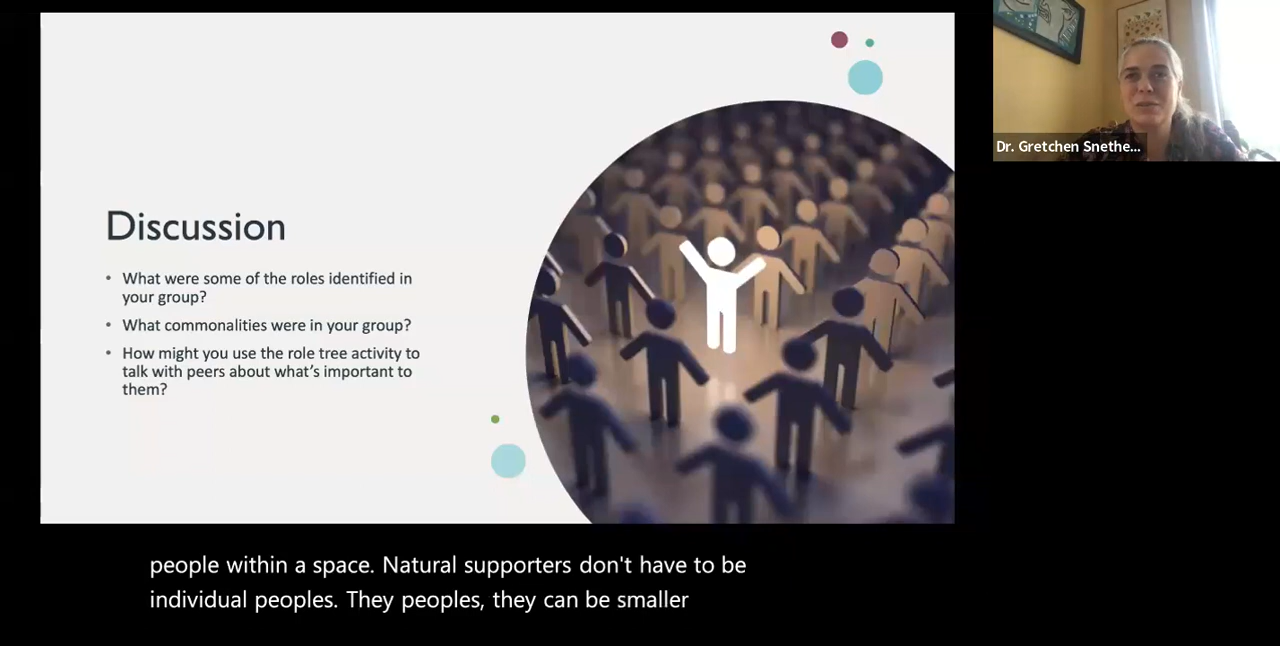 Dr. Gretchen Snethe...
Discussion
• What were some of the roles identified in
your group?
• What commonalities were in your group?
• How might you use the role tree activity to
talk with peers about what's important to
them?
people within a space. Natural supporters don't have to be
individual peoples. They peoples, they can be smaller